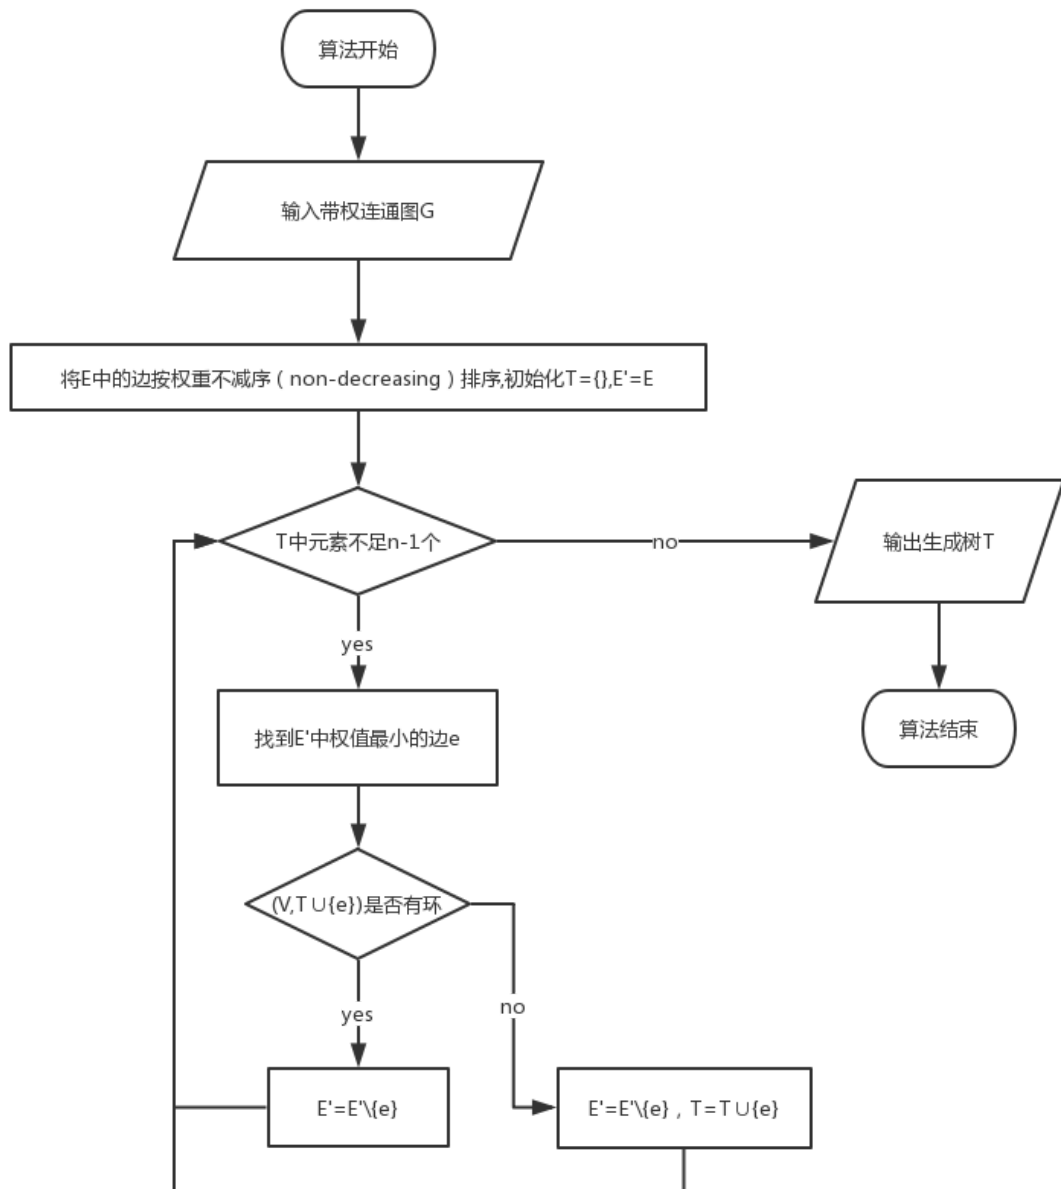 算法开始
输入带权连通图G
将E中的边按权重不减序（non-decreasing）排序,初始化T={},E'=E
T中元素不足n-1个
no
输出生成树T
yes
找到E'中权值最小的边e
算法结束
(V,T∪{e})是否有环
yes
no
E'=E'\{e}
E'=E'\{e}，T=T∪{e}